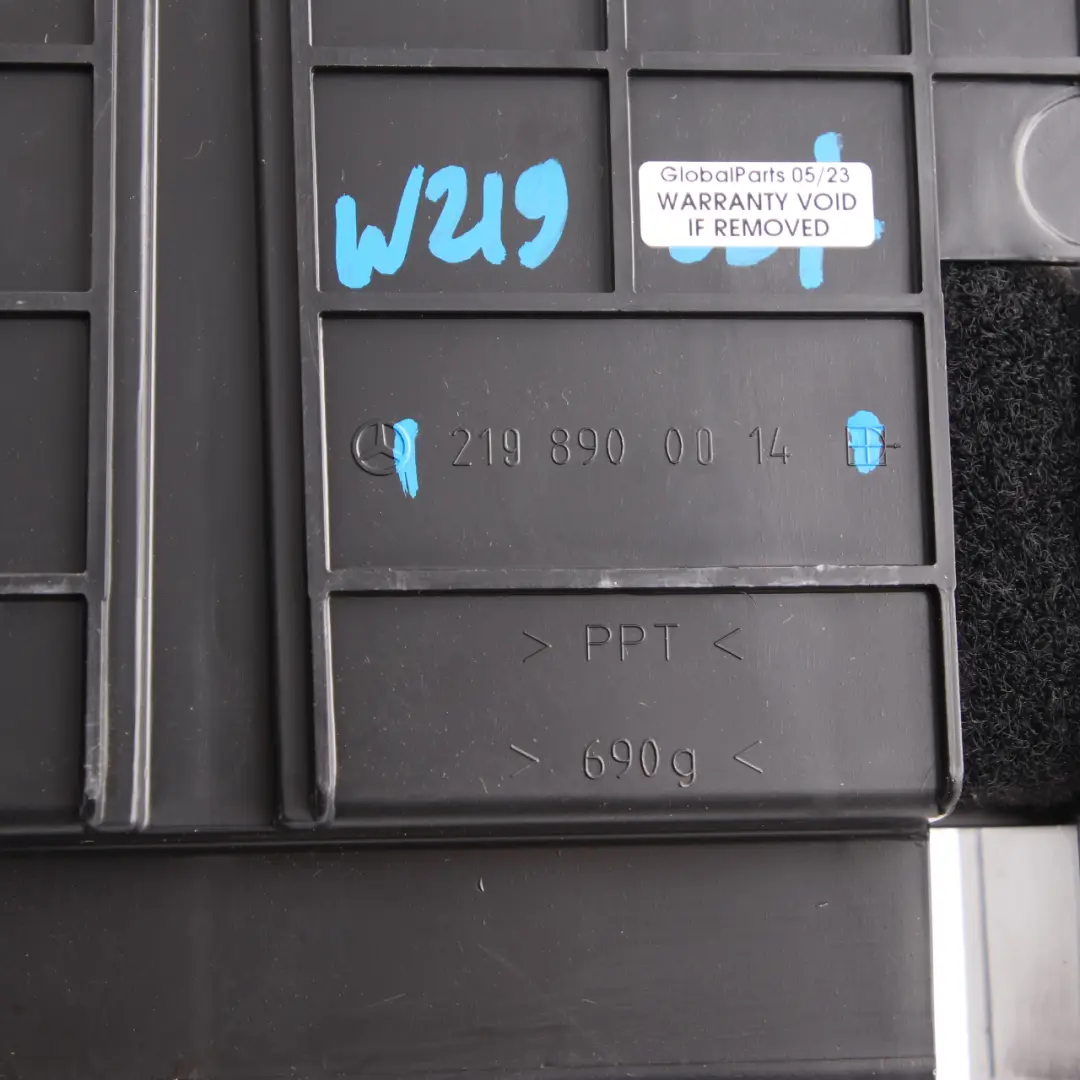 W219
GlobalParts 05/23
WARRANTY VOID
IF REMOVED
219 890 00 14
> PPT <
> 690g <